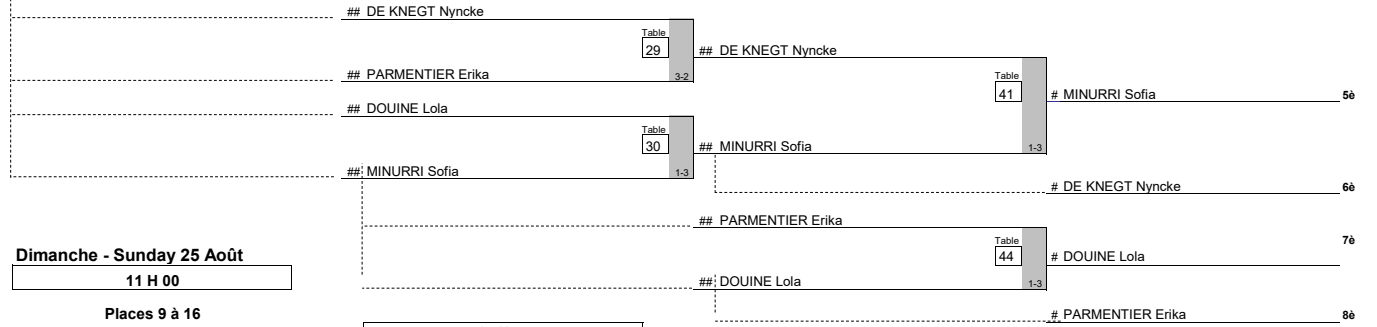 ## DE KNEGT Nyncke
Table
29
## DE KNEGT Nyncke
## PARMENTIER Erika
3-2
Table
41
# MINURRI Sofia
5è
## DOUINE Lola
Table
30
## MINURRI Sofia
1-3
## MINURRI Sofia
1-3
# DE KNEGT Nyncke
6è
## PARMENTIER Erika
Table
44
7è
Dimanche - Sunday 25 Août
# DOUINE Lola
11 H 00
## DOUINE Lola
1-3
Places 9 à 16
# PARMENTIER Erika
8è